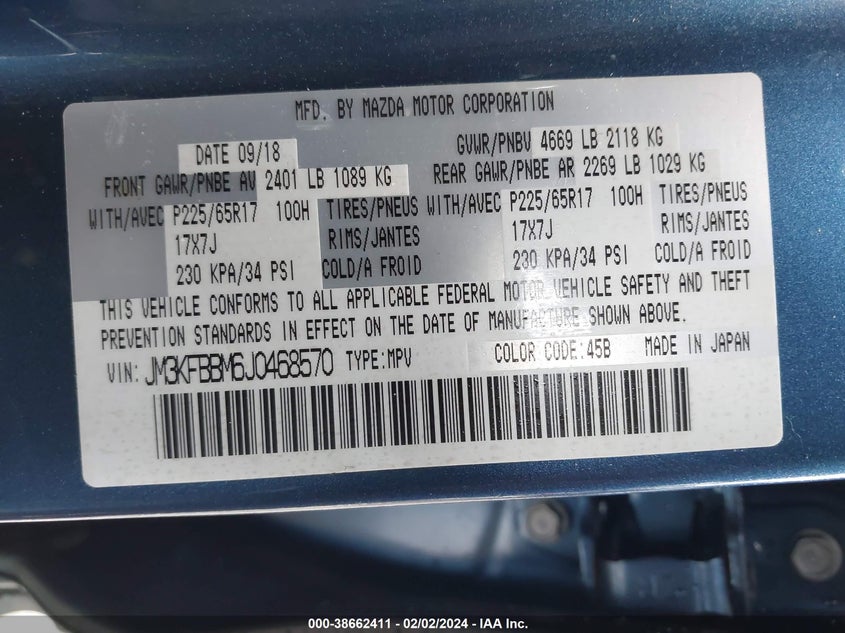 MFD. BY MAZDA MOTOR CORPORATION
DATE 09/18 GVWR/PNBV 4669 LB 2118 KG
FRONT GAWR/PNBE AV 2401 LB 1089 KG REAR GAWR/PNBE AR 2269 LB 1029 KG
WITH/AVEC P225/65R17 100H TIRES/PNEUS WITH/AVEC P225/65R17 100H TIRES/PNEUS
17X7J RIMS/JANTES 17X7J RIMS/JANTES
230 KPA/34 PSI COLD/A FROID 230 KPA/34 PSI COLD/A FROID
THIS VEHICLE CONFORMS TO ALL APPLICABLE FEDERAL MOTOR VEHICLE SAFETY AND THEFT
PREVENTION STANDARDS IN EFFECT ON THE DATE OF MANUFACTURE SHOWN ABOVE.
VIN: JM3KFBBM6J0468570 TYPE:MPV COLOR CODE:45B MADE IN JAPAN
000-38662411 - 02/02/2024 - IAA Inc.